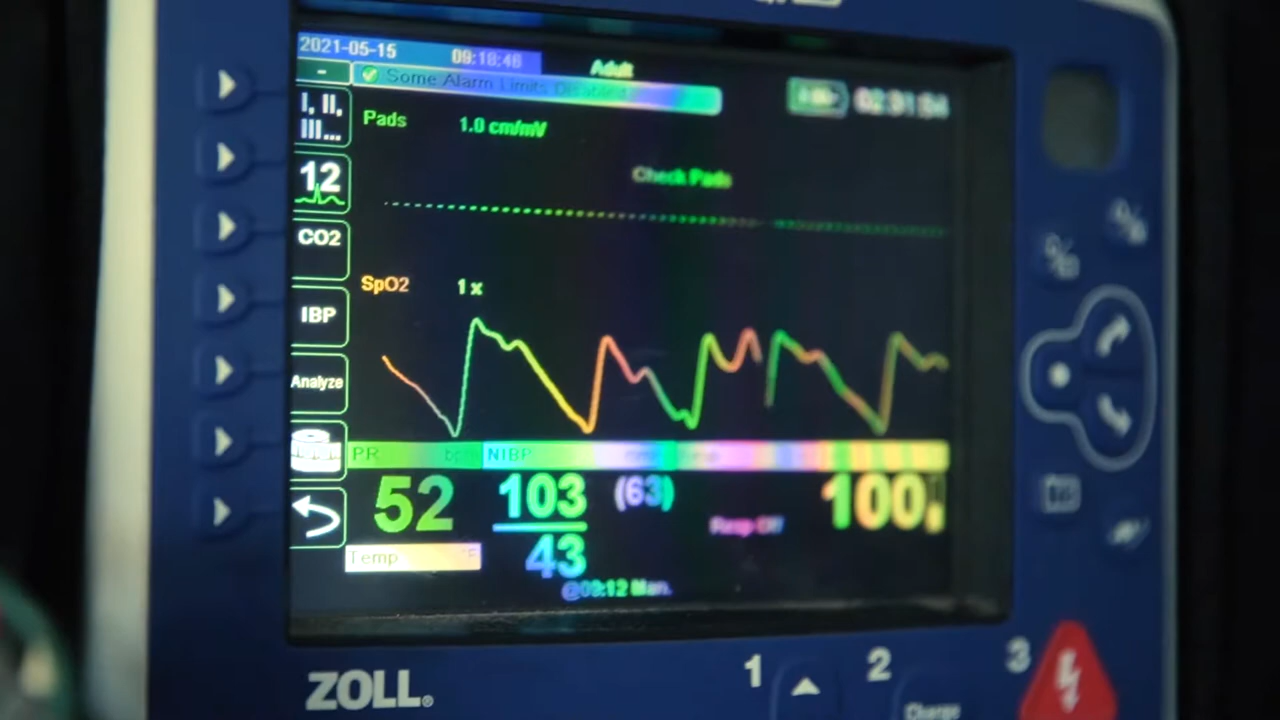 2021-05-15 09:10:46 Adult
Some Alarm Limits Disabled
I, II,
III...
Pads 1.0 cm/mV
12
Check Pads
CO2
SpO2 1 x
IBP
Analyze
PR bpm NIBP
52 103 (63) 100
43
Resp Off
Temp °F
@09:12 Man.
ZOLL
1 2 3
Charge